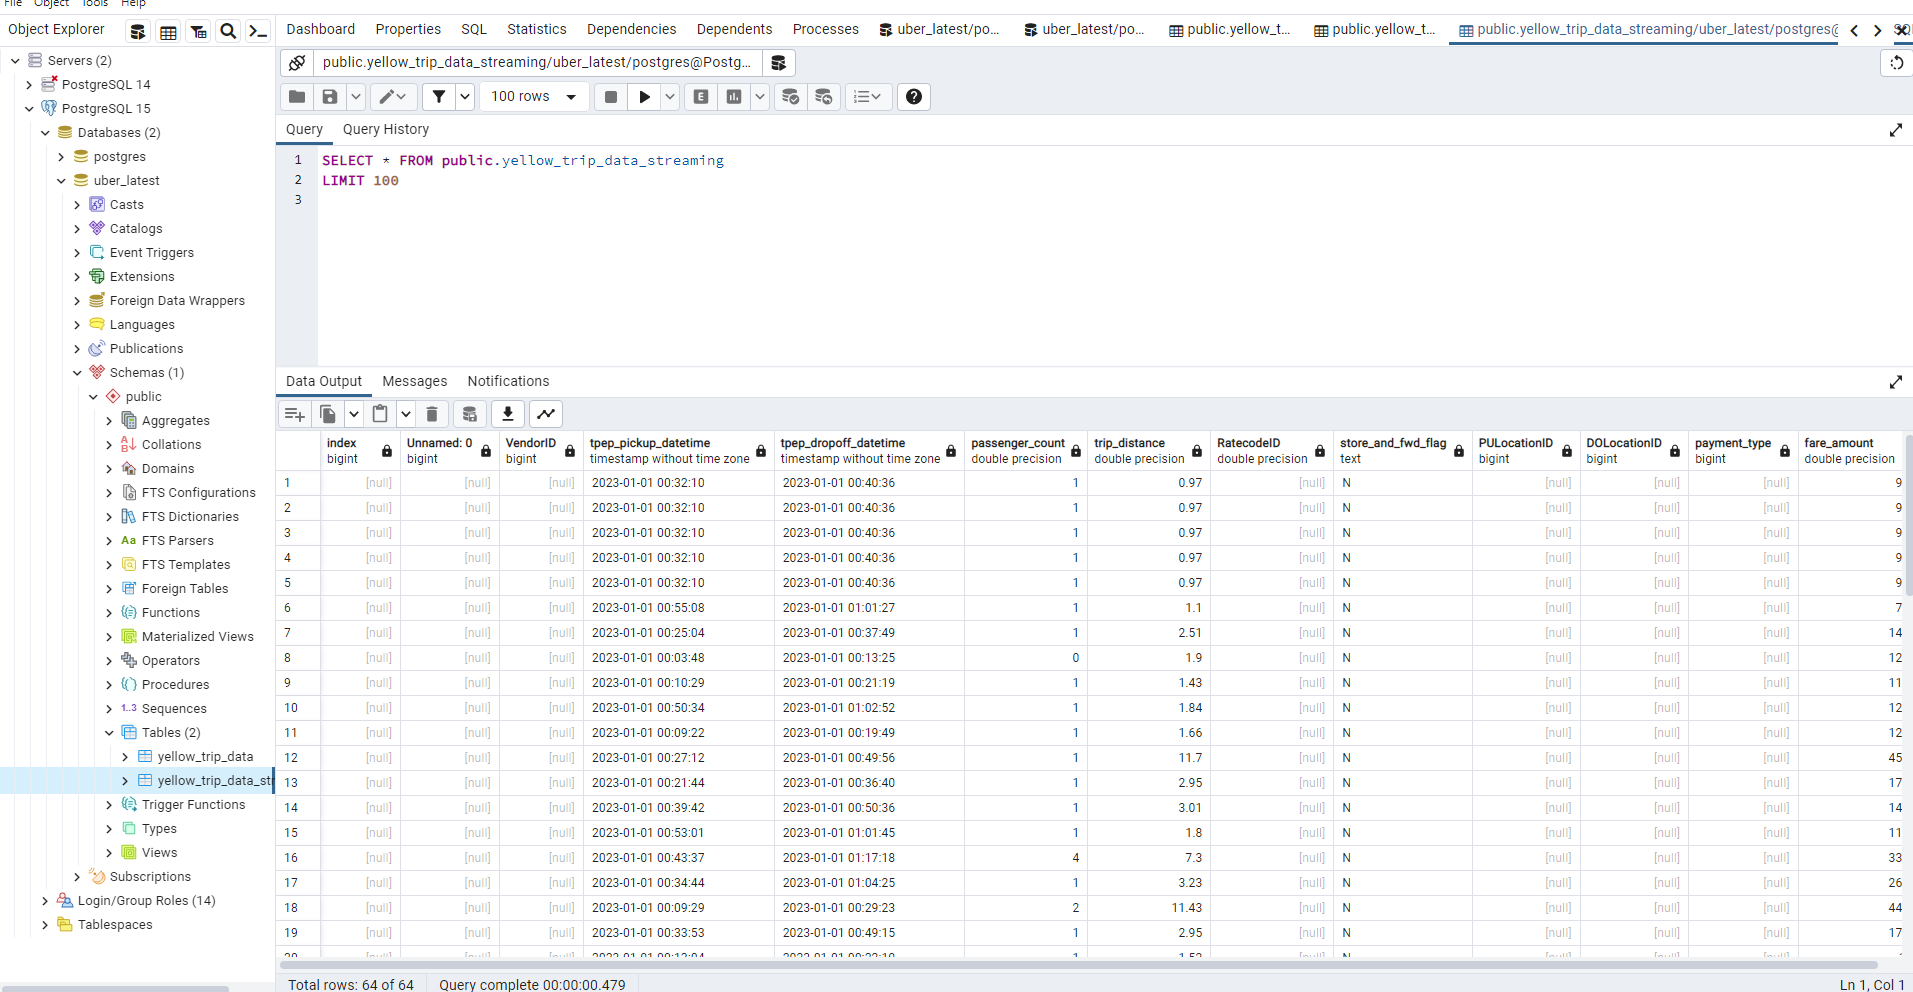 File Object Tools Help
Object Explorer
Dashboard Properties SQL Statistics Dependencies Dependents Processes uber_latest/po... uber_latest/po... public.yellow_t... public.yellow_t... public.yellow_trip_data_streaming/uber_latest/postgres@
Servers (2)
PostgreSQL 14
PostgreSQL 15
Databases (2)
postgres
uber_latest
Casts
Catalogs
Event Triggers
Extensions
Foreign Data Wrappers
Languages
Publications
Schemas (1)
public
Aggregates
Collations
Domains
FTS Configurations
FTS Dictionaries
Aa FTS Parsers
FTS Templates
Foreign Tables
Functions
Materialized Views
Operators
Procedures
1..3 Sequences
Tables (2)
yellow_trip_data
yellow_trip_data_str
Trigger Functions
Types
Views
Subscriptions
Login/Group Roles (14)
Tablespaces
public.yellow_trip_data_streaming/uber_latest/postgres@Postg...
100 rows E
Query Query History
1 SELECT * FROM public.yellow_trip_data_streaming
2 LIMIT 100
3
Data Output Messages Notifications
index Unnamed: 0 VendorID tpep_pickup_datetime tpep_dropoff_datetime passenger_count trip_distance RatecodeID store_and_fwd_flag PULocationID DOLocationID payment_type fare_amount
bigint bigint bigint timestamp without time zone timestamp without time zone double precision double precision double precision text bigint bigint bigint double precision
1 [null] [null] [null] 2023-01-01 00:32:10 2023-01-01 00:40:36 1 0.97 [null] N [null] [null] [null] 9
2 [null] [null] [null] 2023-01-01 00:32:10 2023-01-01 00:40:36 1 0.97 [null] N [null] [null] [null] 9
3 [null] [null] [null] 2023-01-01 00:32:10 2023-01-01 00:40:36 1 0.97 [null] N [null] [null] [null] 9
4 [null] [null] [null] 2023-01-01 00:32:10 2023-01-01 00:40:36 1 0.97 [null] N [null] [null] [null] 9
5 [null] [null] [null] 2023-01-01 00:32:10 2023-01-01 00:40:36 1 0.97 [null] N [null] [null] [null] 9
6 [null] [null] [null] 2023-01-01 00:55:08 2023-01-01 01:01:27 1 1.1 [null] N [null] [null] [null] 7
7 [null] [null] [null] 2023-01-01 00:25:04 2023-01-01 00:37:49 1 2.51 [null] N [null] [null] [null] 14
8 [null] [null] [null] 2023-01-01 00:03:48 2023-01-01 00:13:25 0 1.9 [null] N [null] [null] [null] 12
9 [null] [null] [null] 2023-01-01 00:10:29 2023-01-01 00:21:19 1 1.43 [null] N [null] [null] [null] 11
10 [null] [null] [null] 2023-01-01 00:50:34 2023-01-01 01:02:52 1 1.84 [null] N [null] [null] [null] 12
11 [null] [null] [null] 2023-01-01 00:09:22 2023-01-01 00:19:49 1 1.66 [null] N [null] [null] [null] 12
12 [null] [null] [null] 2023-01-01 00:27:12 2023-01-01 00:49:56 1 11.7 [null] N [null] [null] [null] 45
13 [null] [null] [null] 2023-01-01 00:21:44 2023-01-01 00:36:40 1 2.95 [null] N [null] [null] [null] 17
14 [null] [null] [null] 2023-01-01 00:39:42 2023-01-01 00:50:36 1 3.01 [null] N [null] [null] [null] 14
15 [null] [null] [null] 2023-01-01 00:53:01 2023-01-01 01:01:45 1 1.8 [null] N [null] [null] [null] 11
16 [null] [null] [null] 2023-01-01 00:43:37 2023-01-01 01:17:18 4 7.3 [null] N [null] [null] [null] 33
17 [null] [null] [null] 2023-01-01 00:34:44 2023-01-01 01:04:25 1 3.23 [null] N [null] [null] [null] 26
18 [null] [null] [null] 2023-01-01 00:09:29 2023-01-01 00:29:23 2 11.43 [null] N [null] [null] [null] 44
19 [null] [null] [null] 2023-01-01 00:33:53 2023-01-01 00:49:15 1 2.95 [null] N [null] [null] [null] 17
Total rows: 64 of 64 Query complete 00:00:00.479 Ln 1, Col 1